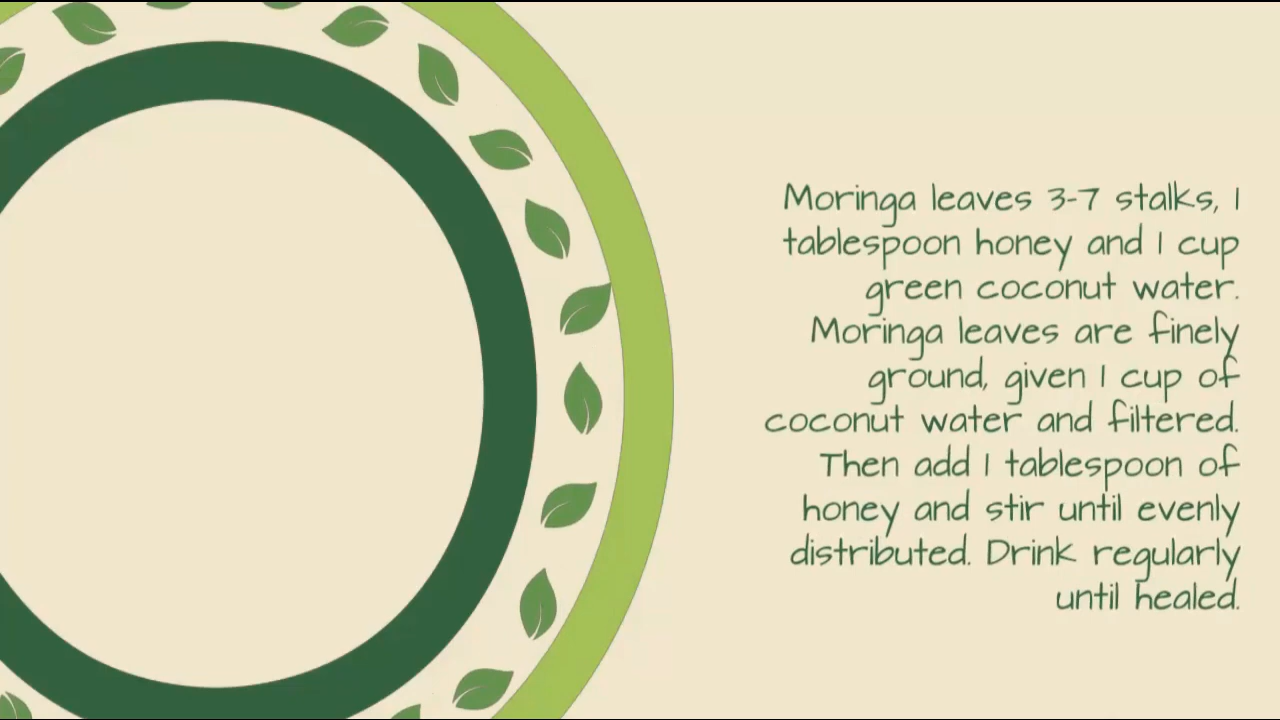 Moringa leaves 3-7 stalks, 1
tablespoon honey and 1 cup
green coconut water.
Moringa leaves are finely
ground, given 1 cup of
coconut water and filtered.
Then add 1 tablespoon of
honey and stir until evenly
distributed. Drink regularly
until healed.